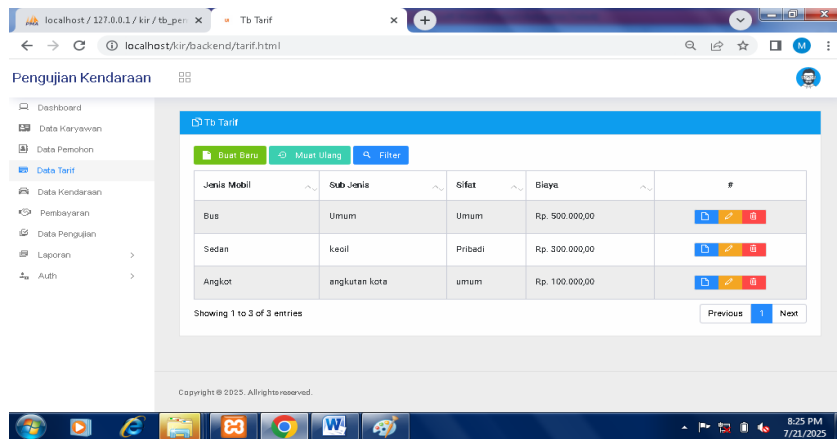 localhost / 127.0.0.1 / kir / tb_pen
Tb Tarif
localhost/kir/backend/tarif.html
M
Pengujian Kendaraan
Dashboard
Data Karyawan
Data Pemohon
Data Tarif
Data Kendaraan
Pembayaran
Data Pengujian
Laporan
Auth
Tb Tarif
Buat Baru Muat Ulang Filter
Jenis Mobil Sub Jenis Sifat Biaya #
Bus Umum Umum Rp. 500.000,00
Sedan kecil Pribadi Rp. 300.000,00
Angkot angkutan kota umum Rp. 100.000,00
Showing 1 to 3 of 3 entries
Previous 1 Next
Copyright © 2025. Allrights reserved.
8:25 PM
7/21/2025